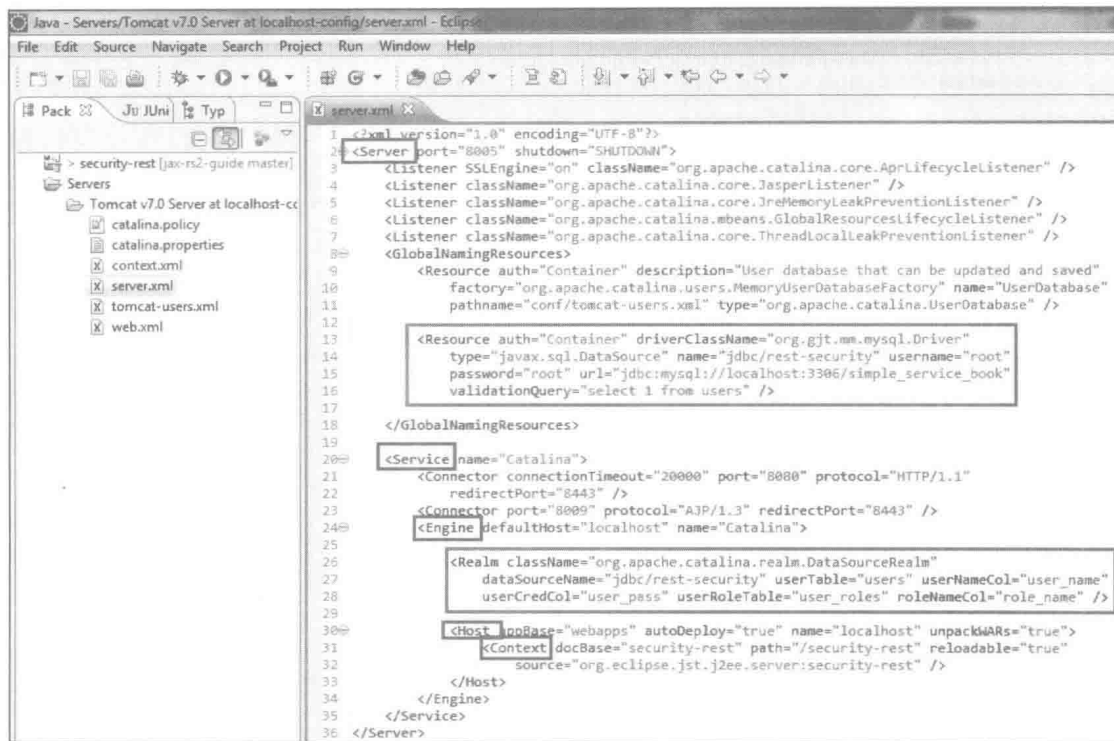 Java - Servers/Tomcat v7.0 Server at localhost-config/server.xml - Eclipse
File Edit Source Navigate Search Project Run Window Help
Pack Ju JUni Typ
> security-rest [jax-rs2-guide master]
Servers
Tomcat v7.0 Server at localhost-cc
catalina.policy
catalina.properties
context.xml
server.xml
tomcat-users.xml
web.xml
server.xml
1 <?xml version="1.0" encoding="UTF-8"?>
2 <Server port="8005" shutdown="SHUTDOWN">
3 <Listener SSLEngine="on" className="org.apache.catalina.core.AprLifecycleListener" />
4 <Listener className="org.apache.catalina.core.JasperListener" />
5 <Listener className="org.apache.catalina.core.JreMemoryLeakPreventionListener" />
6 <Listener className="org.apache.catalina.mbeans.GlobalResourcesLifecycleListener" />
7 <Listener className="org.apache.catalina.core.ThreadLocalLeakPreventionListener" />
8 <GlobalNamingResources>
9 <Resource auth="Container" description="User database that can be updated and saved"
10 factory="org.apache.catalina.users.MemoryUserDatabaseFactory" name="UserDatabase"
11 pathname="conf/tomcat-users.xml" type="org.apache.catalina.UserDatabase" />
12
13 <Resource auth="Container" driverClassName="org.gjt.mm.mysql.Driver"
14 type="javax.sql.DataSource" name="jdbc/rest-security" username="root"
15 password="root" url="jdbc:mysql://localhost:3306/simple_service_book"
16 validationQuery="select 1 from users" />
17
18 </GlobalNamingResources>
19
20 <Service name="Catalina">
21 <Connector connectionTimeout="20000" port="8080" protocol="HTTP/1.1"
22 redirectPort="8443" />
23 <Connector port="8009" protocol="AJP/1.3" redirectPort="8443" />
24 <Engine defaultHost="localhost" name="Catalina">
25
26 <Realm className="org.apache.catalina.realm.DataSourceRealm"
27 dataSourceName="jdbc/rest-security" userTable="users" userNameCol="user_name"
28 userCredCol="user_pass" userRoleTable="user_roles" roleNameCol="role_name" />
29
30 <Host appBase="webapps" autoDeploy="true" name="localhost" unpackWARs="true">
31 <Context docBase="security-rest" path="/security-rest" reloadable="true"
32 source="org.eclipse.jst.j2ee.server:security-rest" />
33 </Host>
34 </Engine>
35 </Service>
36 </Server>